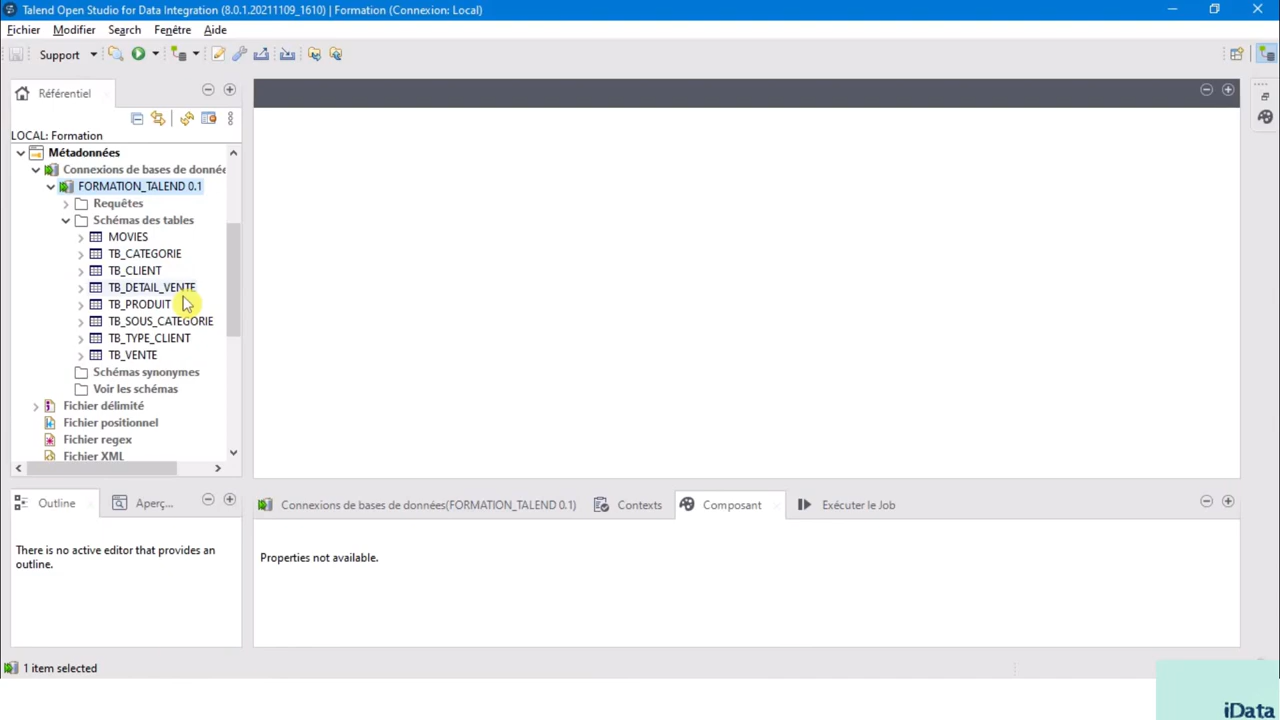 Talend Open Studio for Data Integration (8.0.1.20211109_1610) | Formation (Connexion: Local)
Fichier Modifier Search Fenêtre Aide
Support
Référentiel
LOCAL: Formation
Métadonnées
Connexions de bases de donnée
FORMATION_TALEND 0.1
Requêtes
Schémas des tables
MOVIES
TB_CATEGORIE
TB_CLIENT
TB_DETAIL_VENTE
TB_PRODUIT
TB_SOUS_CATEGORIE
TB_TYPE_CLIENT
TB_VENTE
Schémas synonymes
Voir les schémas
Fichier délimité
Fichier positionnel
Fichier regex
Fichier XML
Outline Aperç...
There is no active editor that provides an
outline.
Connexions de bases de données(FORMATION_TALEND 0.1) Contexts Composant Exécuter le Job
Properties not available.
1 item selected
iData